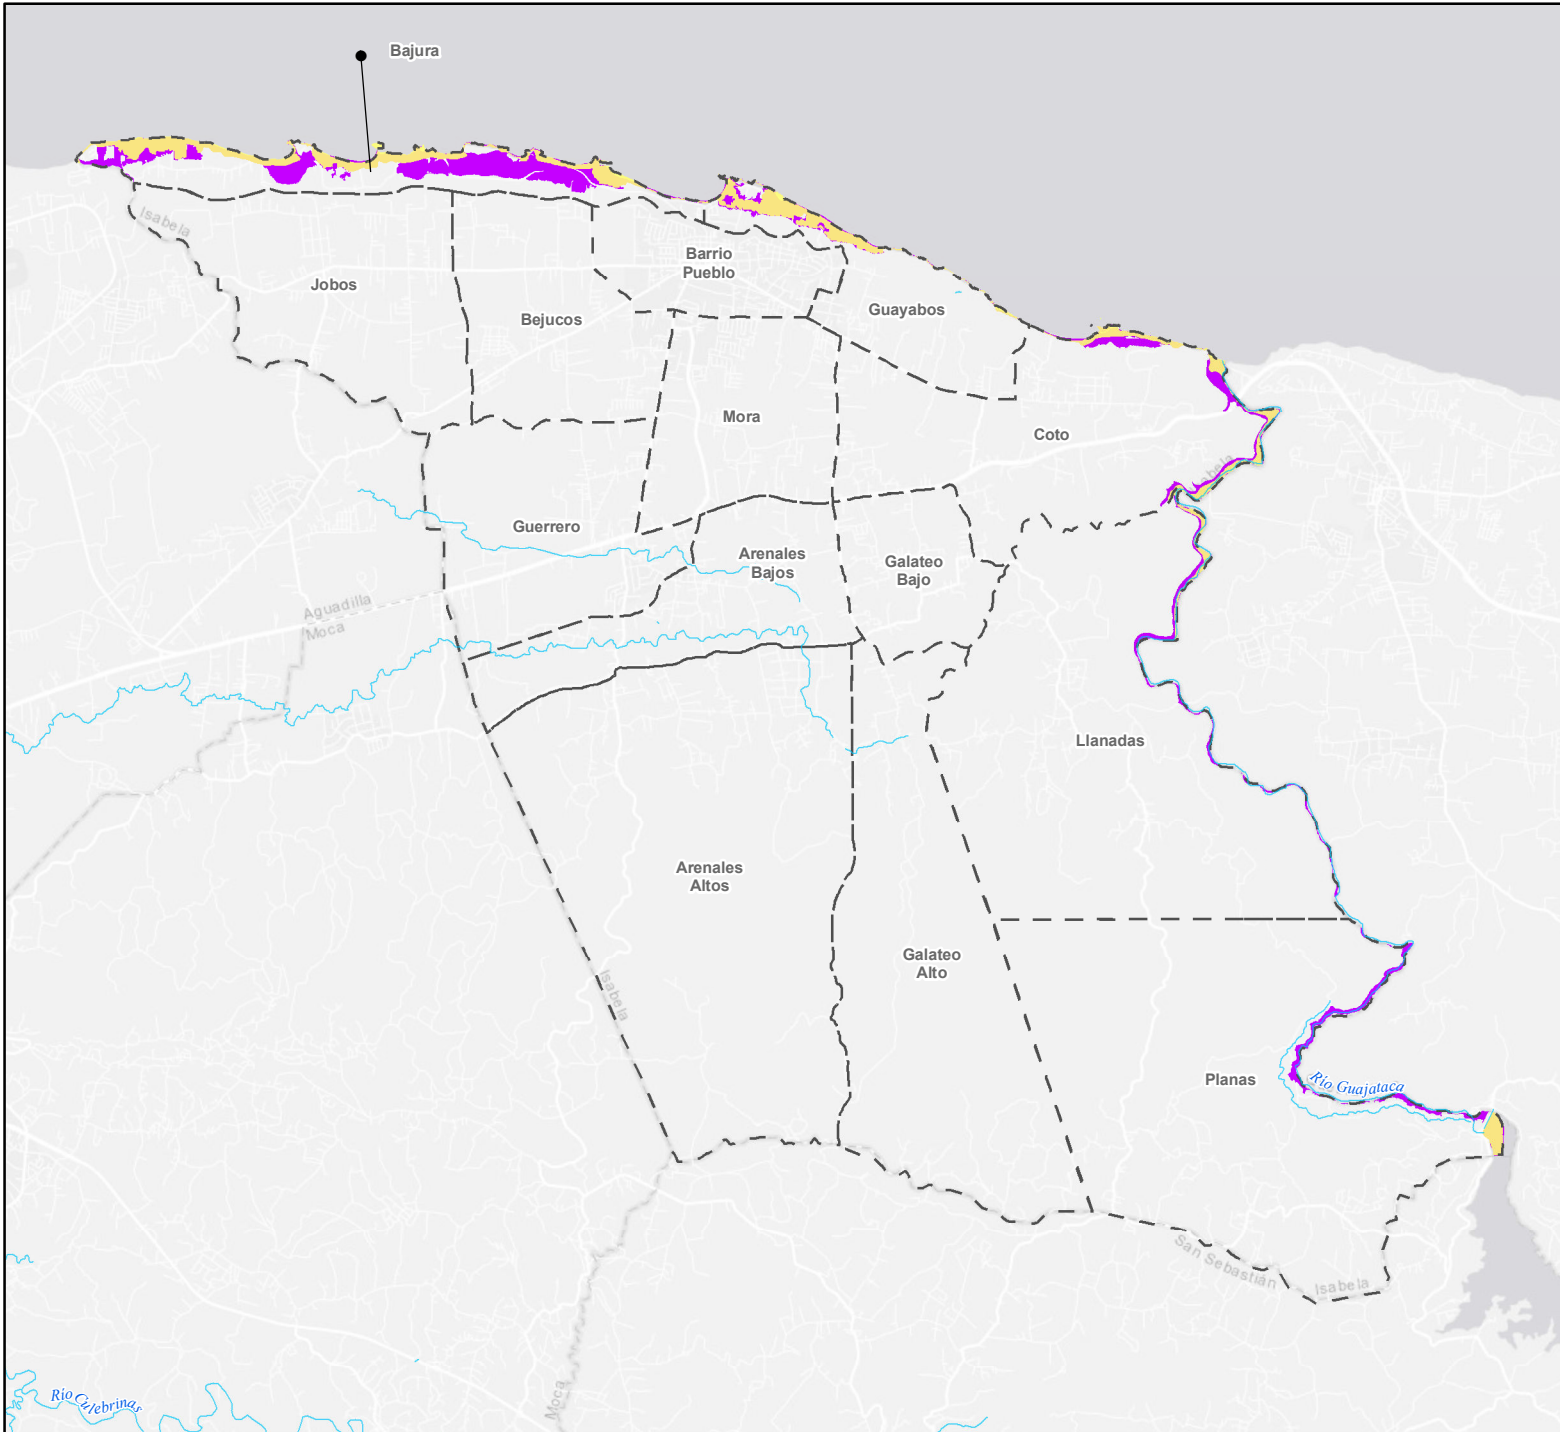 Bajura
Isabela
Jobos
Barrio
Pueblo
Guayabos
Bejucos
Mora
Coto
bela
Guerrero
Arenales
Bajos
Galateo
Bajo
Aguadilla
Moca
Llanadas
Arenales
Altos
Galateo
Alto
Isabela
Planas
Río Guajataca
San Sebastián
Isabela
Moca
Río Culebrinas